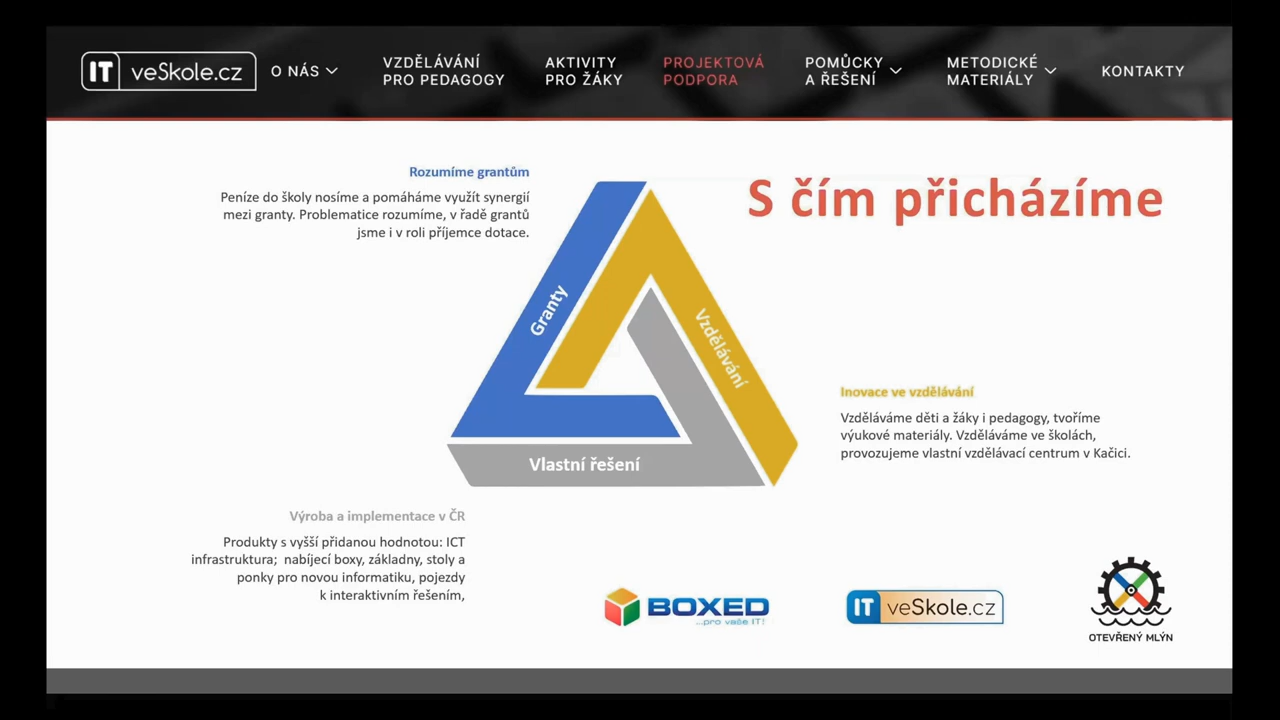 IT veSkole.cz
O NÁS
VZDĚLÁVÁNÍ
PRO PEDAGOGY
AKTIVITY
PRO ŽÁKY
PROJEKTOVÁ
PODPORA
POMŮCKY
A ŘEŠENÍ
METODICKÉ
MATERIÁLY
KONTAKTY
S čím přicházíme
Rozumíme grantům
Peníze do školy nosíme a pomáháme využít synergií
mezi granty. Problematice rozumíme, v řadě grantů
jsme i v roli příjemce dotace.
Granty
Vzdělávání
Vlastní řešení
Inovace ve vzdělávání
Vzděláváme děti a žáky i pedagogy, tvoříme
výukové materiály. Vzděláváme ve školách,
provozujeme vlastní vzdělávací centrum v Kačici.
Výroba a implementace v ČR
Produkty s vyšší přidanou hodnotou: ICT
infrastruktura;  nabíjecí boxy, základny, stoly a
ponky pro novou informatiku, pojezdy
k interaktivním řešením,
BOXED
...pro vaše IT!
IT veSkole.cz
OTEVŘENÝ MLÝN